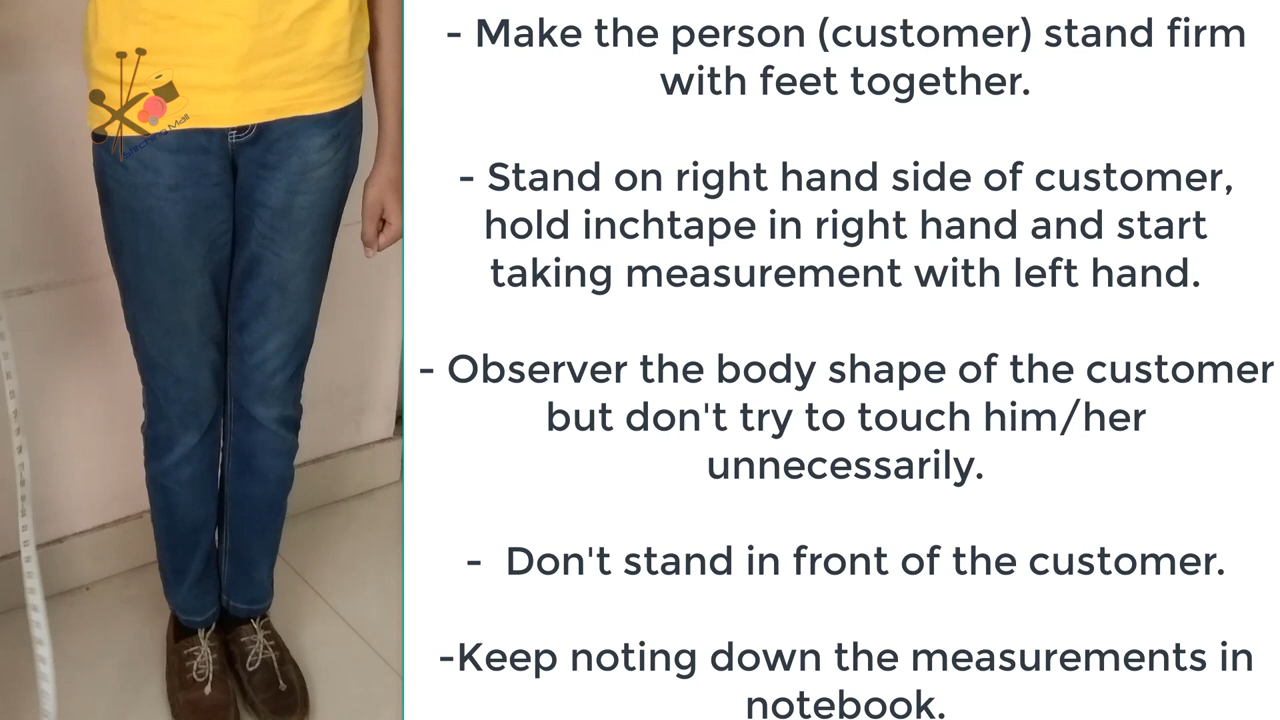 - Make the person (customer) stand firm
with feet together.
- Stand on right hand side of customer,
hold inchtape in right hand and start
taking measurement with left hand.
- Observer the body shape of the customer
but don't try to touch him/her
unnecessarily.
- Don't stand in front of the customer.
-Keep noting down the measurements in
notebook.
Stitching Mall